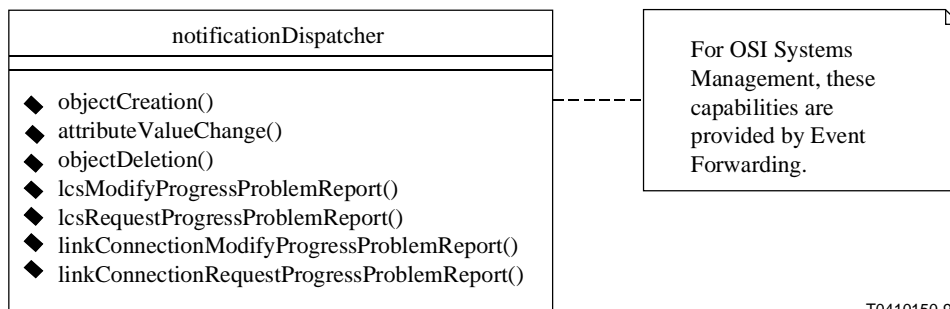 notificationDispatcher
objectCreation()
attributeValueChange()
objectDeletion()
lcsModifyProgressProblemReport()
lcsRequestProgressProblemReport()
linkConnectionModifyProgressProblemReport()
linkConnectionRequestProgressProblemReport()
For OSI Systems
Management, these
capabilities are
provided by Event
Forwarding.